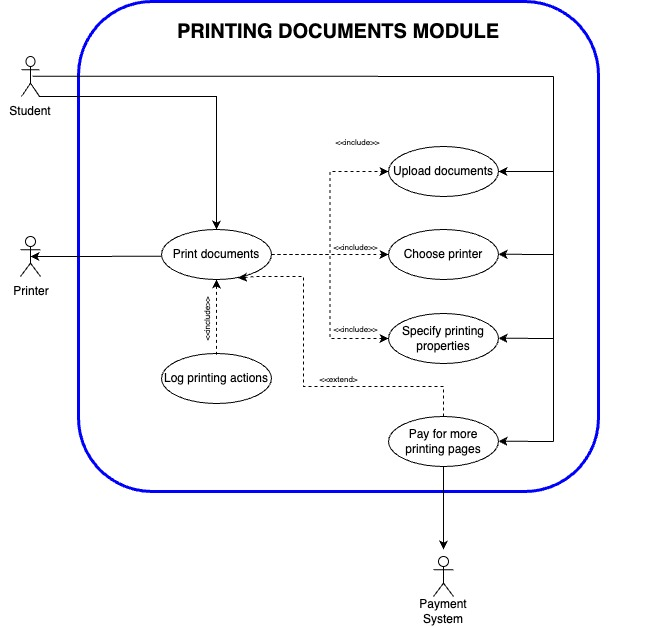 PRINTING DOCUMENTS MODULE
Student
<<include>>
Upload documents
Print documents
<<include>>
Choose printer
Printer
<<include>>
<<include>>
Specify printing
properties
Log printing actions
<<extend>>
Pay for more
printing pages
Payment
System